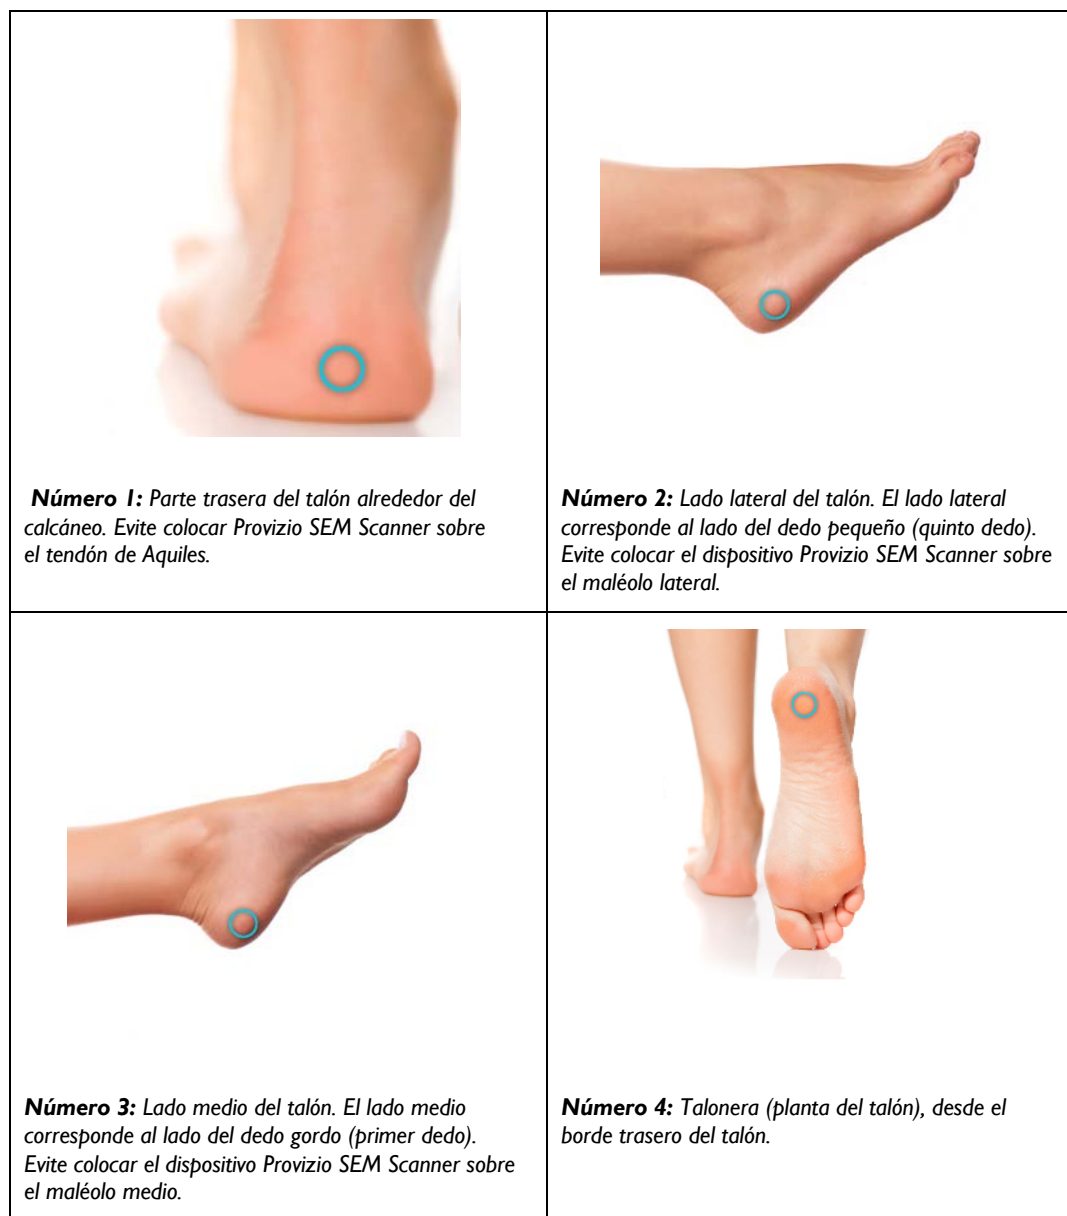 Número 1: Parte trasera del talón alrededor del
calcáneo. Evite colocar Provizio SEM Scanner sobre
el tendón de Aquiles.
Número 2: Lado lateral del talón. El lado lateral
corresponde al lado del dedo pequeño (quinto dedo).
Evite colocar el dispositivo Provizio SEM Scanner sobre
el maléolo lateral.
Número 3: Lado medio del talón. El lado medio
corresponde al lado del dedo gordo (primer dedo).
Evite colocar el dispositivo Provizio SEM Scanner sobre
el maléolo medio.
Número 4: Talonera (planta del talón), desde el
borde trasero del talón.